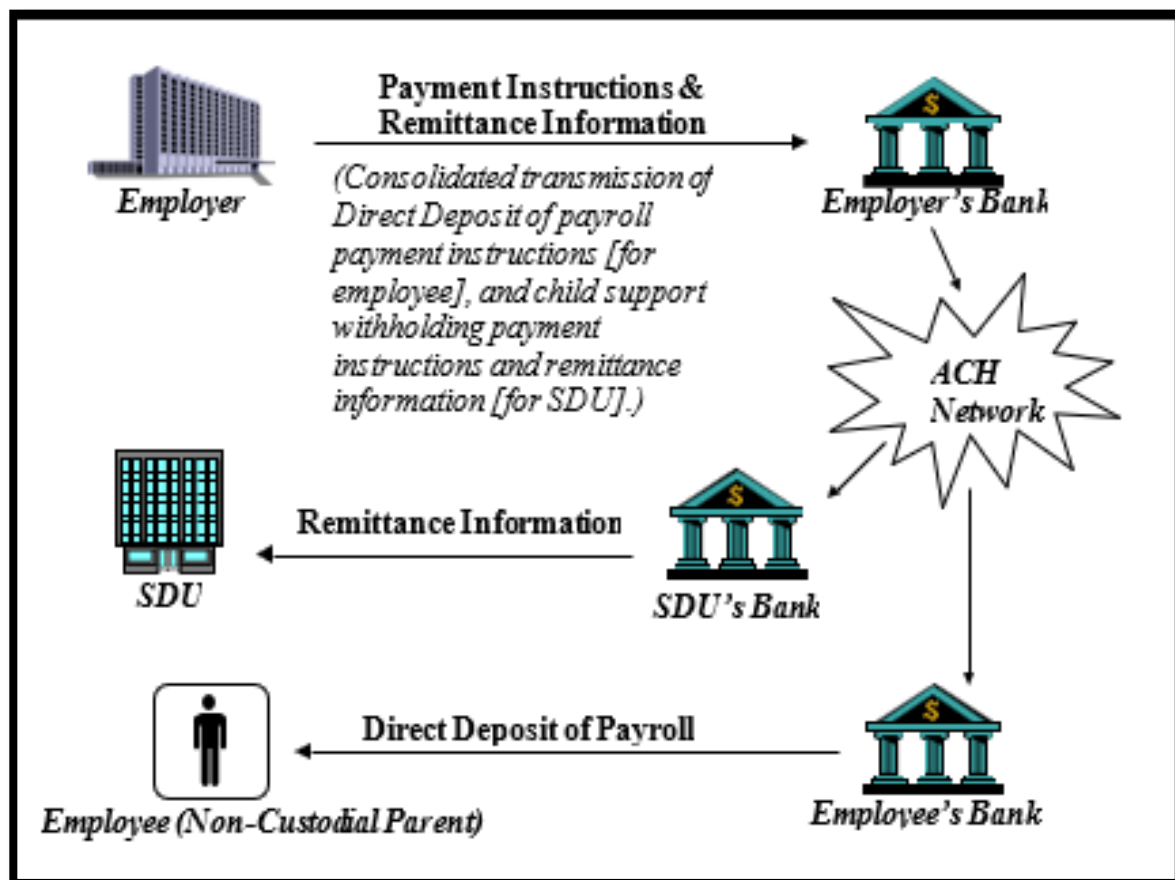 Payment Instructions &
Remittance Information
Employer
(Consolidated transmission of
Direct Deposit of payroll
payment instructions [for
employee], and child support
withholding payment
instructions and remittance
information [for SDU].)
$
Employer's Bank
ACH
Network
Remittance Information
SDU
$
SDU's Bank
Direct Deposit of Payroll
Employee (Non-Custodial Parent)
$
Employee's Bank